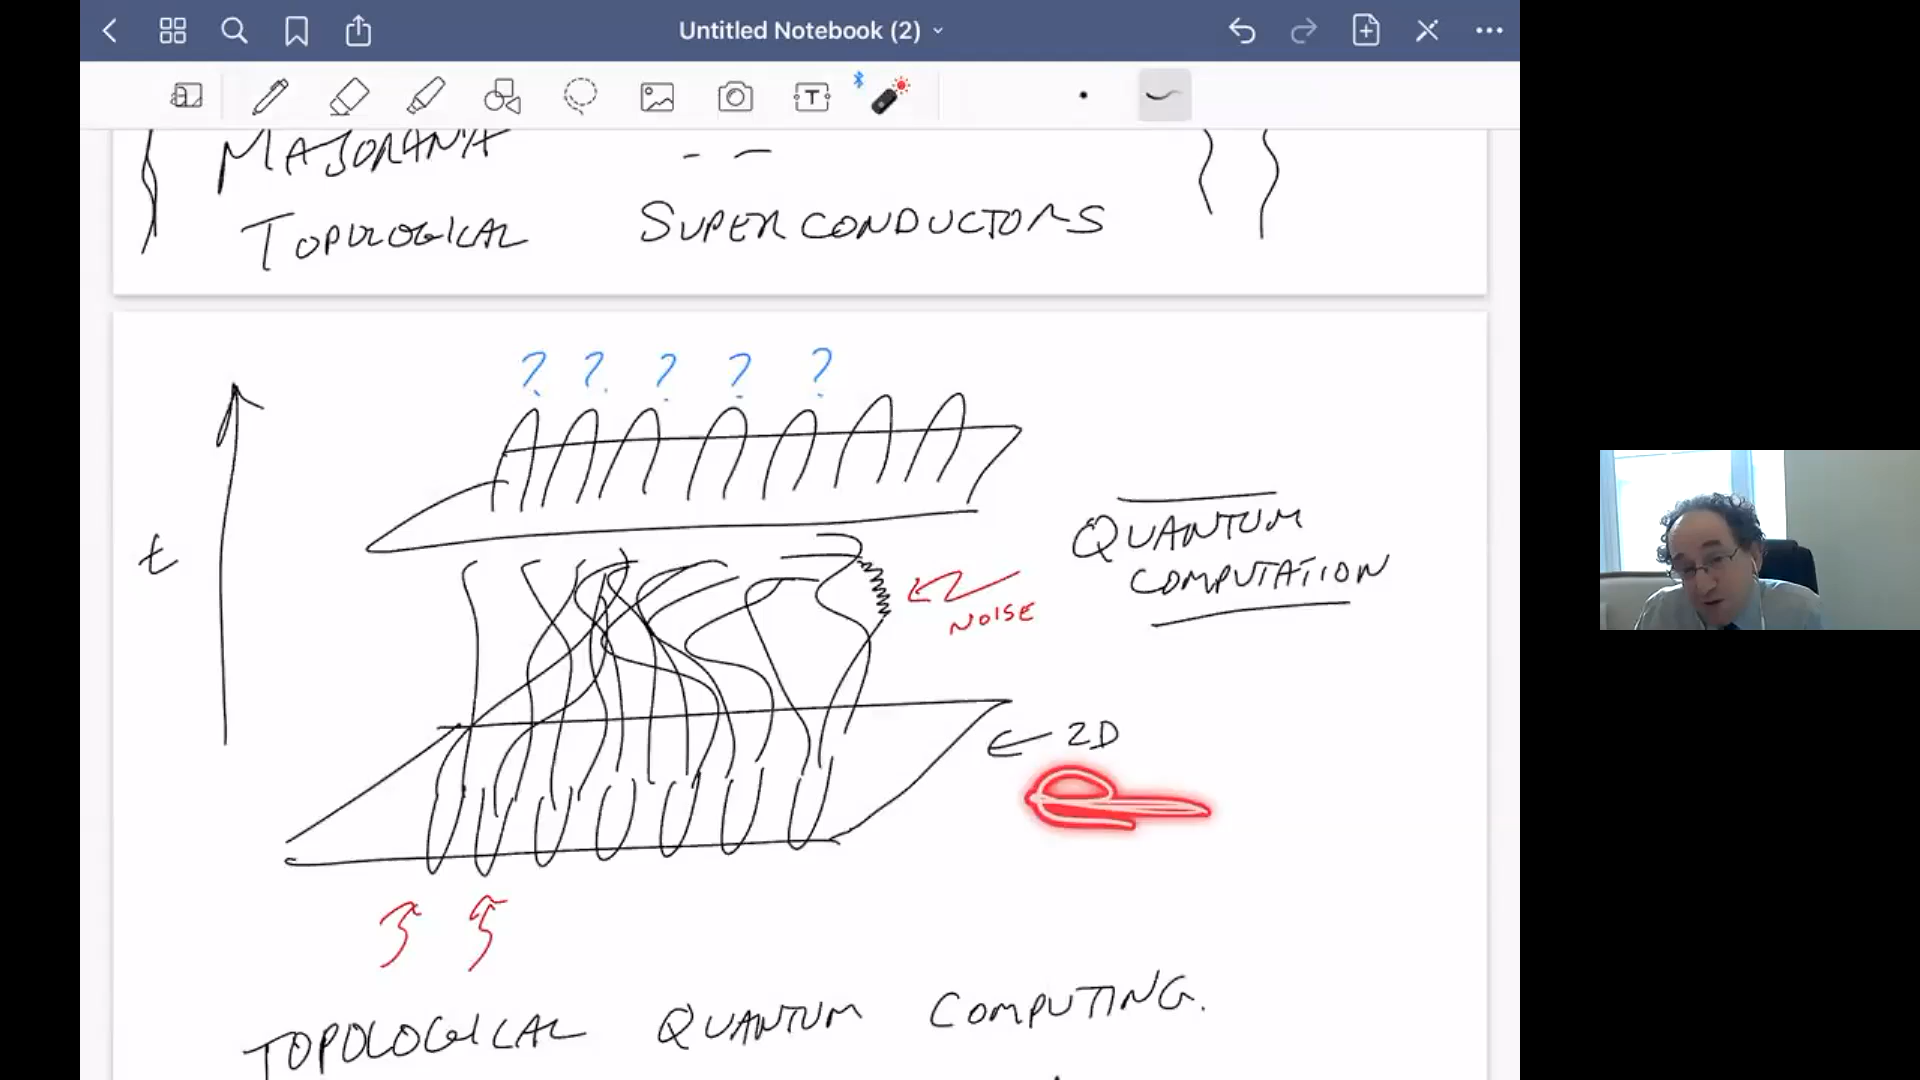 Untitled Notebook (2)
T
MAJORANA
TOPOLOGICAL SUPERCONDUCTORS
? ? ? ? ?
t
QUANTUM
COMPUTATION
NOISE
2D
TOPOLOGICAL QUANTUM COMPUTING.